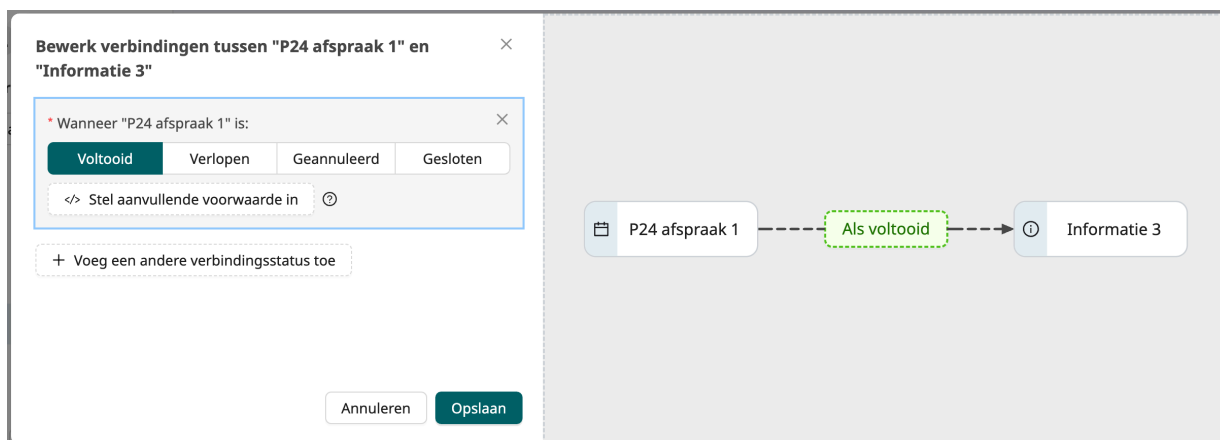 Bewerk verbindingen tussen "P24 afspraak 1" en
"Informatie 3"
* Wanneer "P24 afspraak 1" is:
Voltooid Verlopen Geannuleerd Gesloten
</> Stel aanvullende voorwaarde in
+ Voeg een andere verbindingsstatus toe
Annuleren Opslaan
P24 afspraak 1 Als voltooid Informatie 3